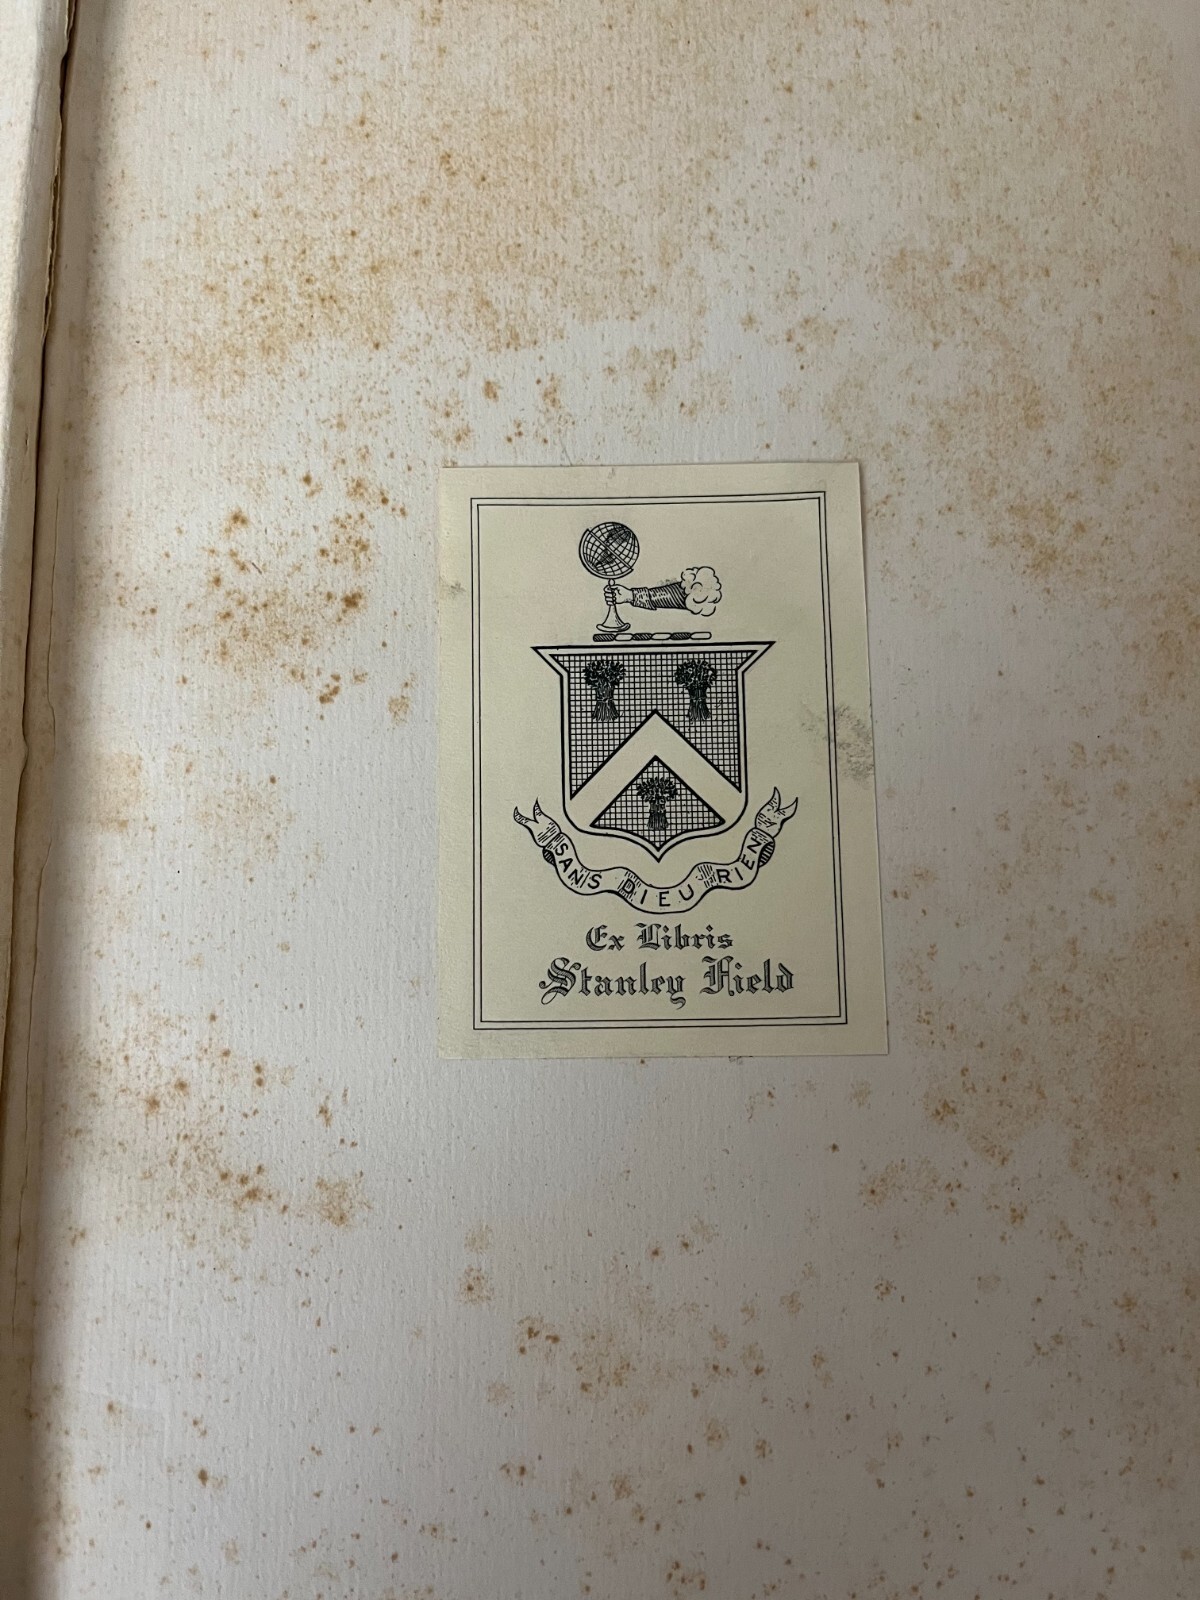 SANS DIEU RIEN
Ex Libris
Stanley Field